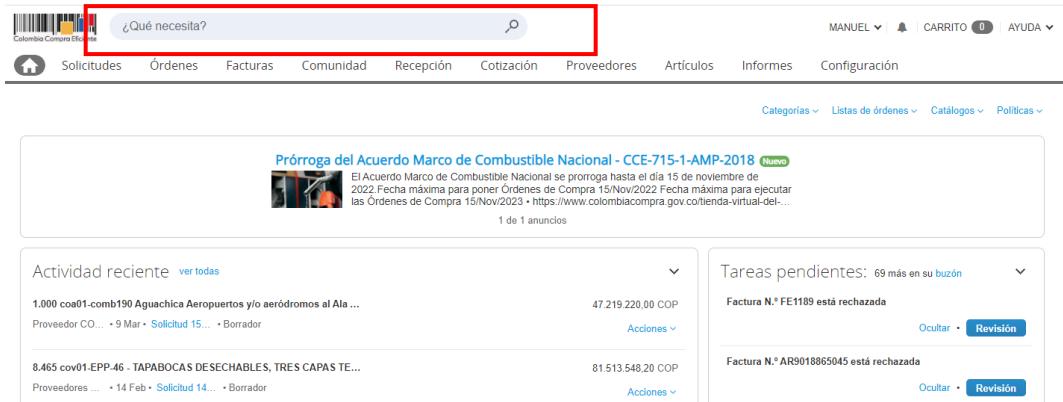 Colombia Compra Eficiente
¿Qué necesita?
MANUEL
CARRITO 0
AYUDA
Solicitudes Órdenes Facturas Comunidad Recepción Cotización Proveedores Artículos Informes Configuración
Categorías Listas de órdenes Catálogos Políticas
Prórroga del Acuerdo Marco de Combustible Nacional - CCE-715-1-AMP-2018 Nuevo
El Acuerdo Marco de Combustible Nacional se prorroga hasta el día 15 de
noviembre de
2022.Fecha máxima para poner Órdenes de Compra 15/Nov/2022 Fecha máxima para ejecutar
las Órdenes de Compra 15/Nov/2023 • https://www.colombiacompra.gov.co/tienda-virtual-del-...
1 de 1 anuncios
Actividad reciente ver todas
1.000 coa01-comb190 Aguachica Aeropuertos y/o aeródromos al Ala ...
47.219.220,00 COP
Proveedor CO... • 9 Mar • Solicitud 15... • Borrador
Acciones
8.465 cov01-EPP-46 - TAPABOCAS DESECHABLES, TRES CAPAS TE...
81.513.548,20 COP
Proveedores ... • 14 Feb • Solicitud 14... • Borrador
Acciones
Tareas pendientes: 69 más en su buzón
Factura N.º FE1189 está rechazada
Ocultar • Revisión
Factura N.º AR9018865045 está rechazada
Ocultar • Revisión